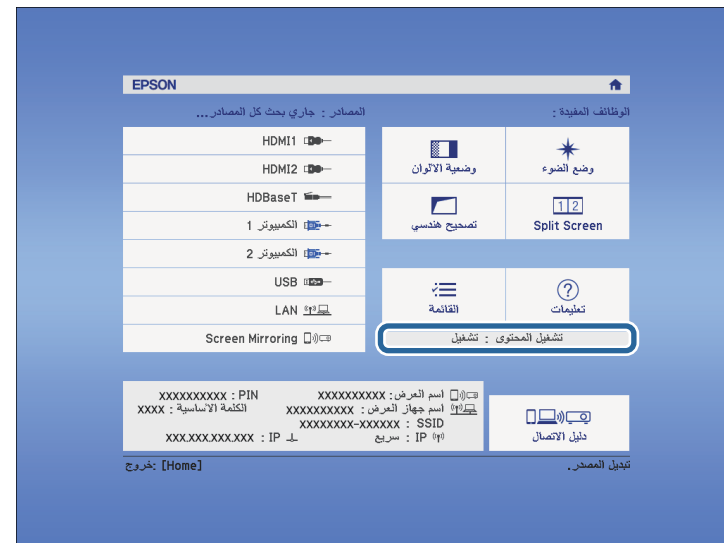 EPSON
الوظائف المفيدة :
المصادر : جاري بحث كل المصادر...
وضع الضوء
وضعية الالوان
Split Screen
تصحيح هندسي
1 2
تعليمات
القائمة
تشغيل المحتوى : تشغيل
HDMI1
HDMI2
HDBaseT
الكمبيوتر 1
الكمبيوتر 2
USB
LAN
Screen Mirroring
دليل الاتصال
اسم العرض: XXXXXXXXXX
PIN : XXXXXXXXXX
اسم جهاز العرض: XXXXXXXXXX
الكلمة الأساسية : XXXX
SSID : XXXXXXXX-XXXXXX
IP : سريع
IP : XXX.XXX.XXX.XXX
تبديل المصدر.
[Home] :خروج